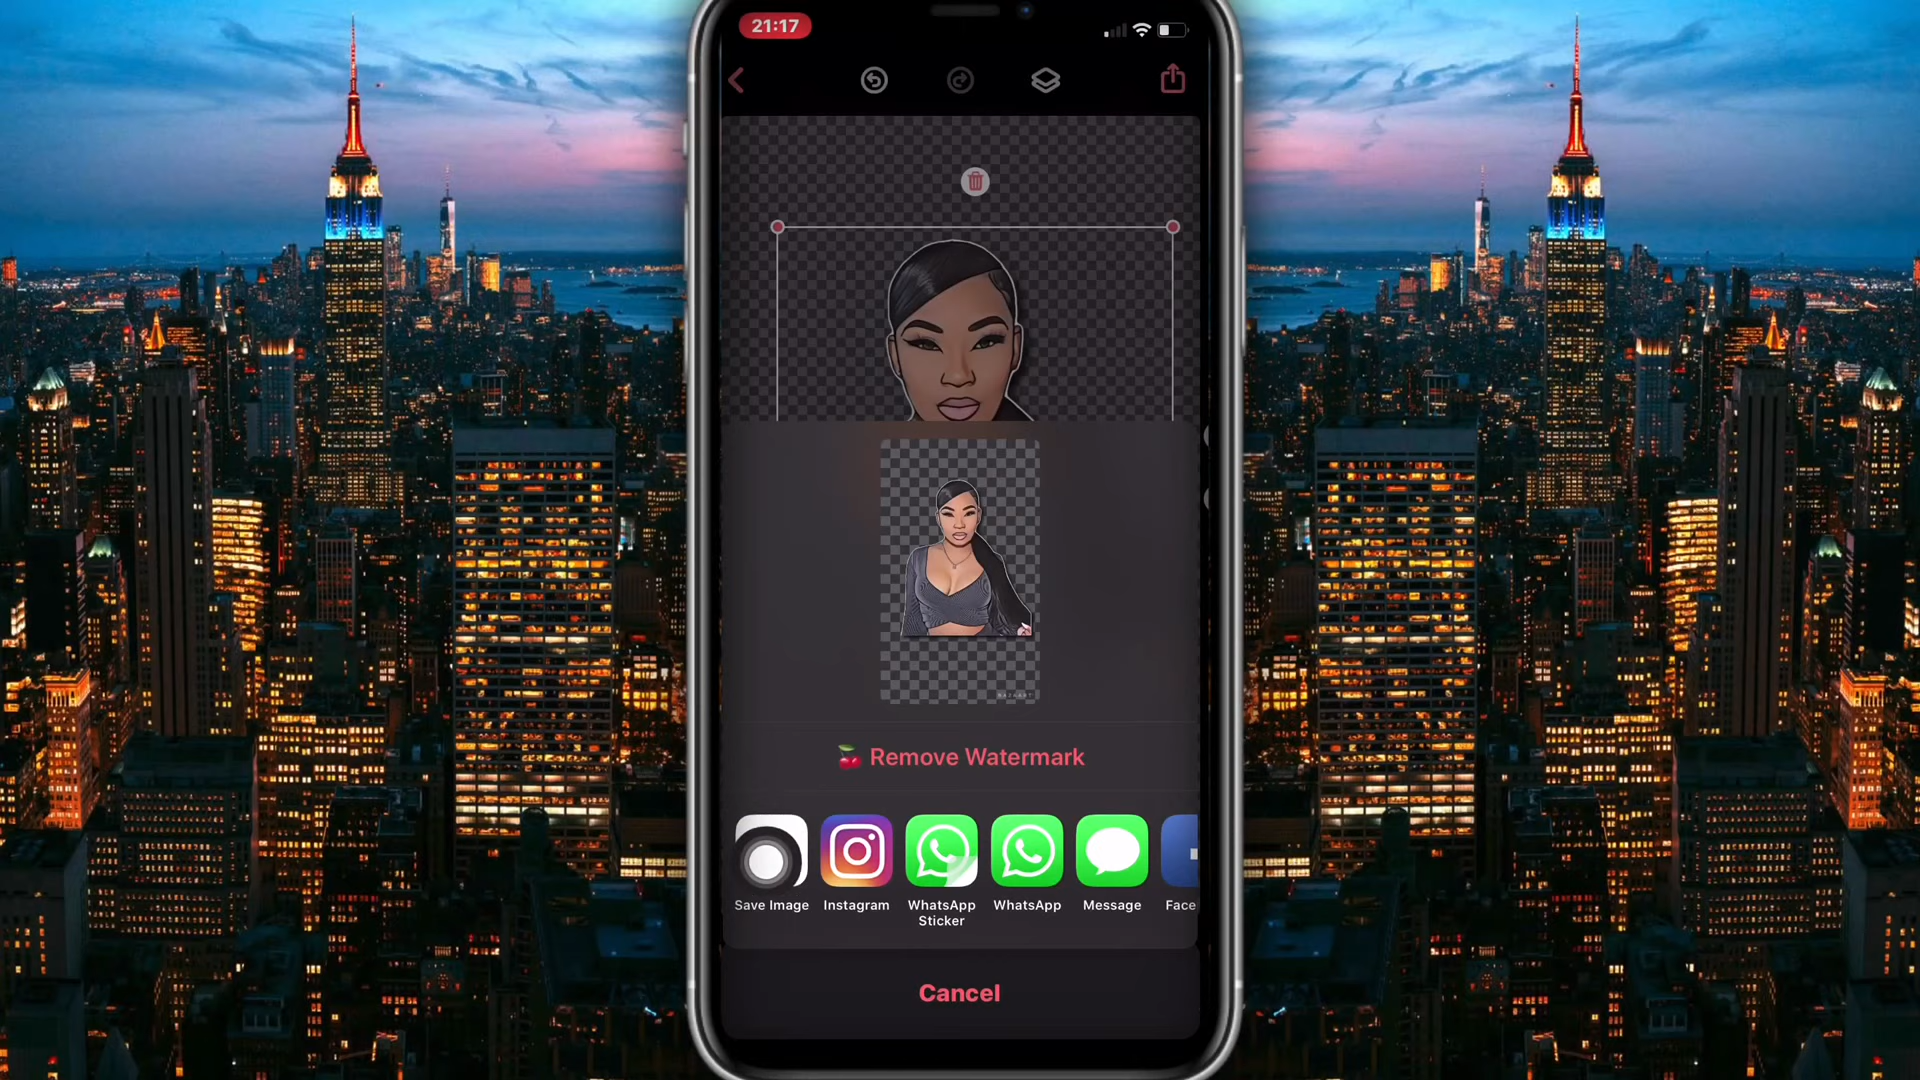 21:17
Remove Watermark
Save Image
Instagram
WhatsApp
Sticker
WhatsApp
Message
Face
Cancel